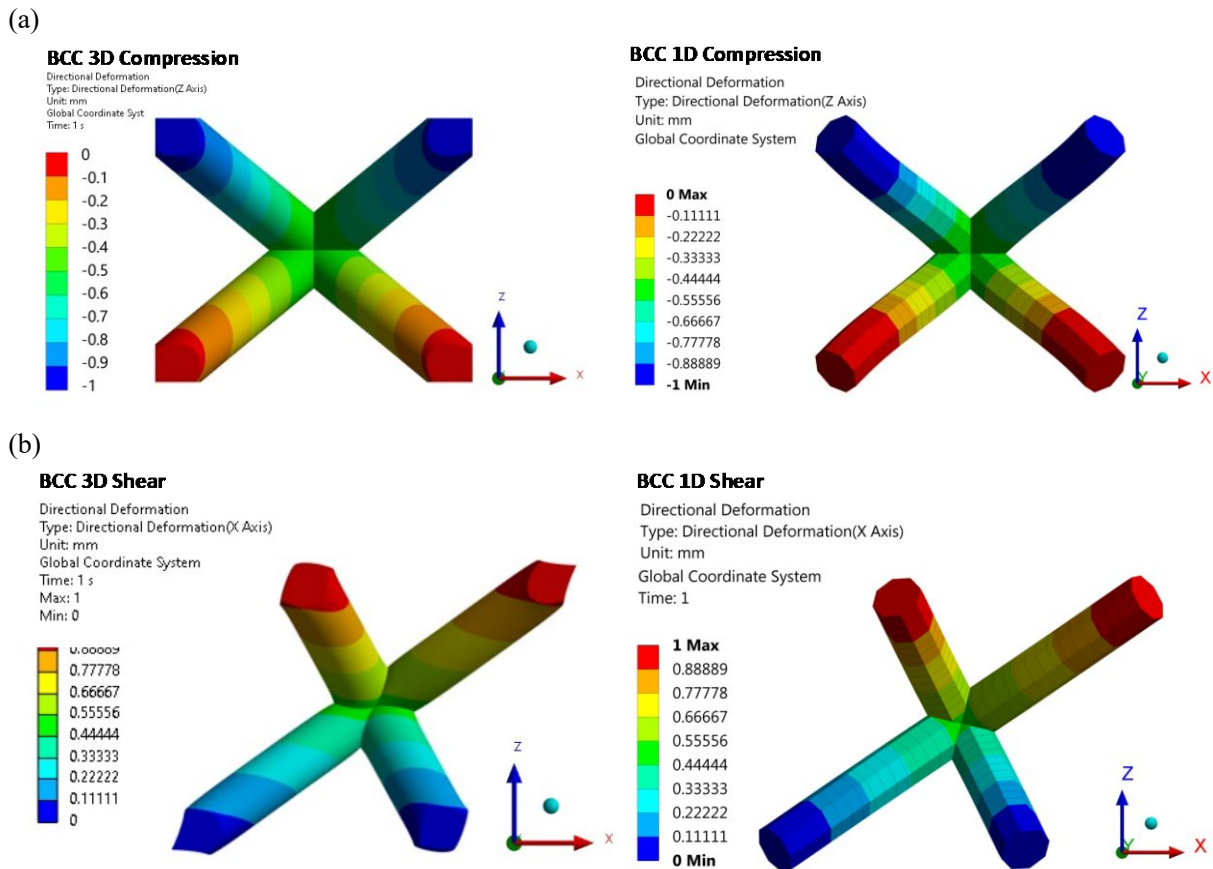 (a)
BCC 3D Compression
Directional Deformation
Type: Directional Deformation(Z Axis)
Unit: mm
Global Coordinate Syst
Time: 1 s
0
-0.1
-0.2
-0.3
-0.4
-0.5
-0.6
-0.7
-0.8
-0.9
-1
z
x
BCC 1D Compression
Directional Deformation
Type: Directional Deformation(Z Axis)
Unit: mm
Global Coordinate System
0 Max
-0.11111
-0.22222
-0.33333
-0.44444
-0.55556
-0.66667
-0.77778
-0.88889
-1 Min
Z
Y
X
(b)
BCC 3D Shear
Directional Deformation
Type: Directional Deformation(X Axis)
Unit: mm
Global Coordinate System
Time: 1 s
Max: 1
Min: 0
0.88889
0.77778
0.66667
0.55556
0.44444
0.33333
0.22222
0.11111
0
z
x
BCC 1D Shear
Directional Deformation
Type: Directional Deformation(X Axis)
Unit: mm
Global Coordinate System
Time: 1
1 Max
0.88889
0.77778
0.66667
0.55556
0.44444
0.33333
0.22222
0.11111
0 Min
Z
Y
X